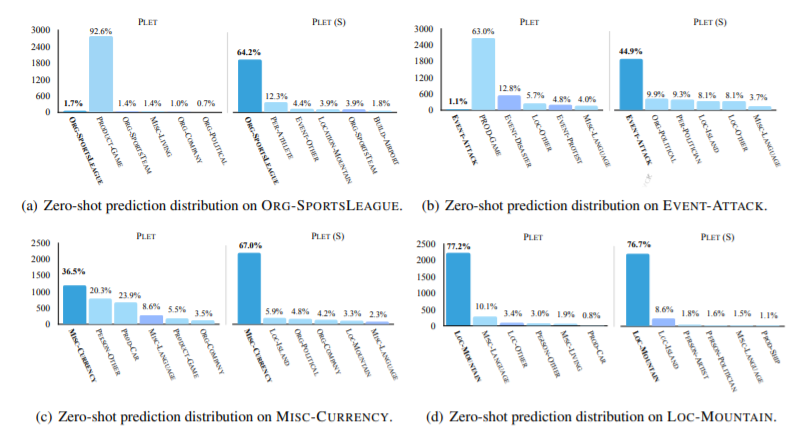 PLET PLET (S)
3000
2400
1800
1200
600
0
1.7% 92.6% 1.4% 1.4% 1.0% 0.7%
ORG-SPORTSLEAGUE PRODUCT-GAME ORG-SPORTSTEAM MISC-LIVING ORG-COMPANY ORG-POLITICAL
64.2% 12.3% 4.4% 3.9% 3.9% 1.8%
ORG-SPORTSLEAGUE PER-ATHLETE EVENT-OTHER LOCATION-MOUNTAIN ORG-SPORTSTEAM BUILD-AIRPORT
(a) Zero-shot prediction distribution on ORG-SPORTSLEAGUE.
PLET PLET (S)
3000
2400
1800
1200
600
0
1.1% 63.0% 12.8% 5.7% 4.8% 4.0%
EVENT-ATTACK PROD-GAME EVENT-DISASTER LOC-OTHER EVENT-PROTEST MISC-LANGUAGE
44.9% 9.9% 9.3% 8.1% 8.1% 3.7%
EVENT-ATTACK ORG-POLITICAL PER-POLITICIAN LOC-ISLAND LOC-OTHER MISC-LANGUAGE
(b) Zero-shot prediction distribution on EVENT-ATTACK.
PLET PLET (S)
2500
2000
1500
1000
500
0
36.5% 20.3% 23.9% 8.6% 5.5% 3.5%
MISC-CURRENCY PERSON-OTHER PROD-CAR MISC-LANGUAGE PRODUCT-GAME ORG-COMPANY
67.0% 5.9% 4.8% 4.2% 3.3% 2.3%
MISC-CURRENCY LOC-ISLAND ORG-POLITICAL ORG-COMPANY LOC-MOUNTAIN MISC-LANGUAGE
(c) Zero-shot prediction distribution on MISC-CURRENCY.
PLET PLET (S)
2500
2000
1500
1000
500
0
77.2% 10.1% 3.4% 3.0% 1.9% 0.8%
LOC-MOUNTAIN MISC-LANGUAGE LOC-OTHER PERSON-OTHER MISC-LIVING PROD-CAR
76.7% 8.6% 1.8% 1.6% 1.5% 1.1%
LOC-MOUNTAIN LOC-ISLAND PERSON-ARTIST PERSON-POLITICIAN MISC-LANGUAGE PROD-SHIP
(d) Zero-shot prediction distribution on LOC-MOUNTAIN.